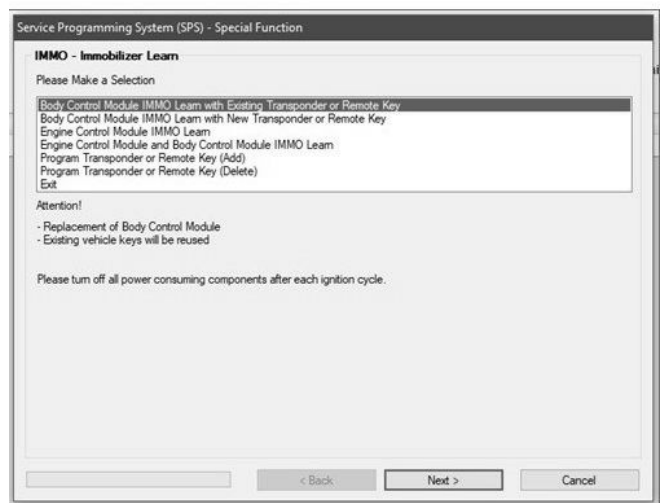 Service Programming System (SPS) - Special Function
IMMO - Immobilizer Learn
Please Make a Selection
Body Control Module IMMO Learn with Existing Transponder or Remote Key
Body Control Module IMMO Learn with New Transponder or Remote Key
Engine Control Module IMMO Learn
Engine Control Module and Body Control Module IMMO Learn
Program Transponder or Remote Key (Add)
Program Transponder or Remote Key (Delete)
Exit
Attention!
- Replacement of Body Control Module
- Existing vehicle keys will be reused
Please turn off all power consuming components after each ignition cycle.
< Back
Next >
Cancel